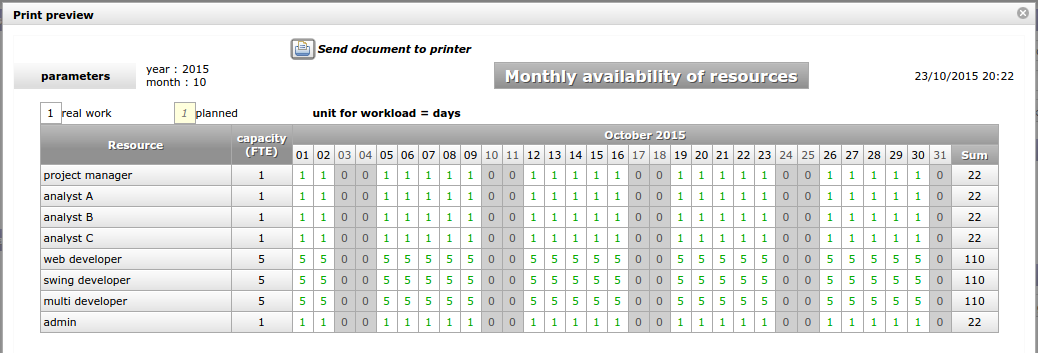 Print preview
Send document to printer
parameters
year : 2015
month : 10
Monthly availability of resources
23/10/2015 20:22
1 real work 1 planned unit for workload = days
Resource capacity (FTE) October 2015
01 02 03 04 05 06 07 08 09 10 11 12 13 14 15 16 17 18 19 20 21 22 23 24 25 26 27 28 29 30 31 Sum
project manager 1 1 1 0 0 1 1 1 1 1 0 0 1 1 1 1 1 0 0 1 1 1 1 1 0 0 1 1 1 1 1 0 22
analyst A 1 1 1 0 0 1 1 1 1 1 0 0 1 1 1 1 1 0 0 1 1 1 1 1 0 0 1 1 1 1 1 0 22
analyst B 1 1 1 0 0 1 1 1 1 1 0 0 1 1 1 1 1 0 0 1 1 1 1 1 0 0 1 1 1 1 1 0 22
analyst C 1 1 1 0 0 1 1 1 1 1 0 0 1 1 1 1 1 0 0 1 1 1 1 1 0 0 1 1 1 1 1 0 22
web developer 5 5 5 0 0 5 5 5 5 5 0 0 5 5 5 5 5 0 0 5 5 5 5 5 0 0 5 5 5 5 5 0 110
swing developer 5 5 5 0 0 5 5 5 5 5 0 0 5 5 5 5 5 0 0 5 5 5 5 5 0 0 5 5 5 5 5 0 110
multi developer 5 5 5 0 0 5 5 5 5 5 0 0 5 5 5 5 5 0 0 5 5 5 5 5 0 0 5 5 5 5 5 0 110
admin 1 1 1 0 0 1 1 1 1 1 0 0 1 1 1 1 1 0 0 1 1 1 1 1 0 0 1 1 1 1 1 0 22